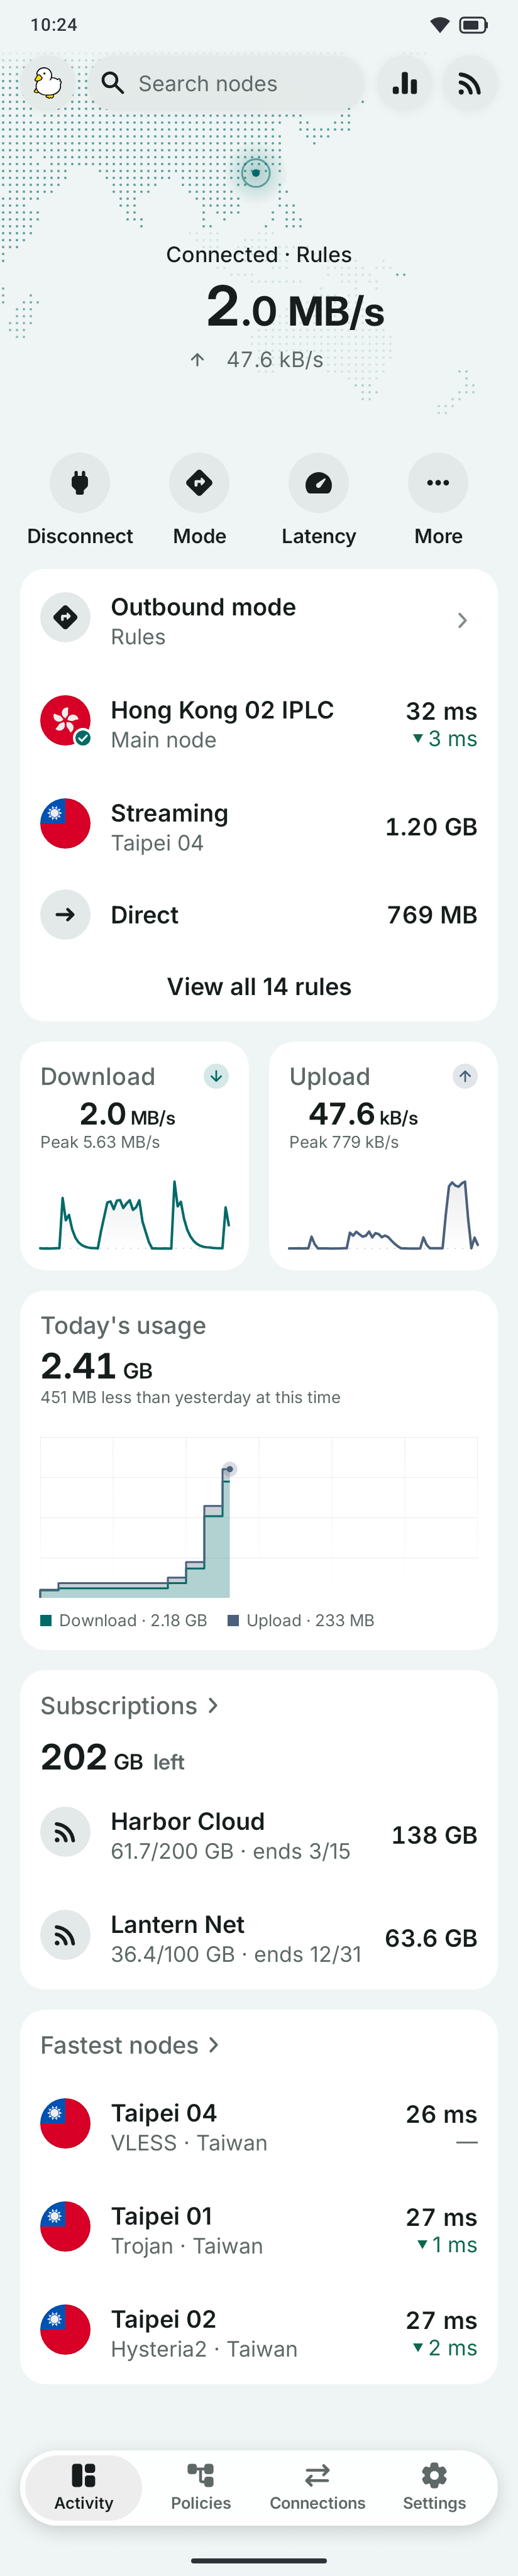 10:24
Search nodes
Connected · Rules
2.0 MB/s
47.6 kB/s
Disconnect
Mode
Latency
More
Outbound mode
Rules
Hong Kong 02 IPLC
32 ms
Main node
3 ms
Streaming
1.20 GB
Taipei 04
Direct
769 MB
View all 14 rules
Download
2.0 MB/s
Peak 5.63 MB/s
Upload
47.6 kB/s
Peak 779 kB/s
Today's usage
2.41 GB
451 MB less than yesterday at this time
Download · 2.18 GB
Upload · 233 MB
Subscriptions
202 GB left
Harbor Cloud
138 GB
61.7/200 GB · ends 3/15
Lantern Net
63.6 GB
36.4/100 GB · ends 12/31
Fastest nodes
Taipei 04
26 ms
VLESS · Taiwan
—
Taipei 01
27 ms
Trojan · Taiwan
1 ms
Taipei 02
27 ms
Hysteria2 · Taiwan
2 ms
Activity
Policies
Connections
Settings